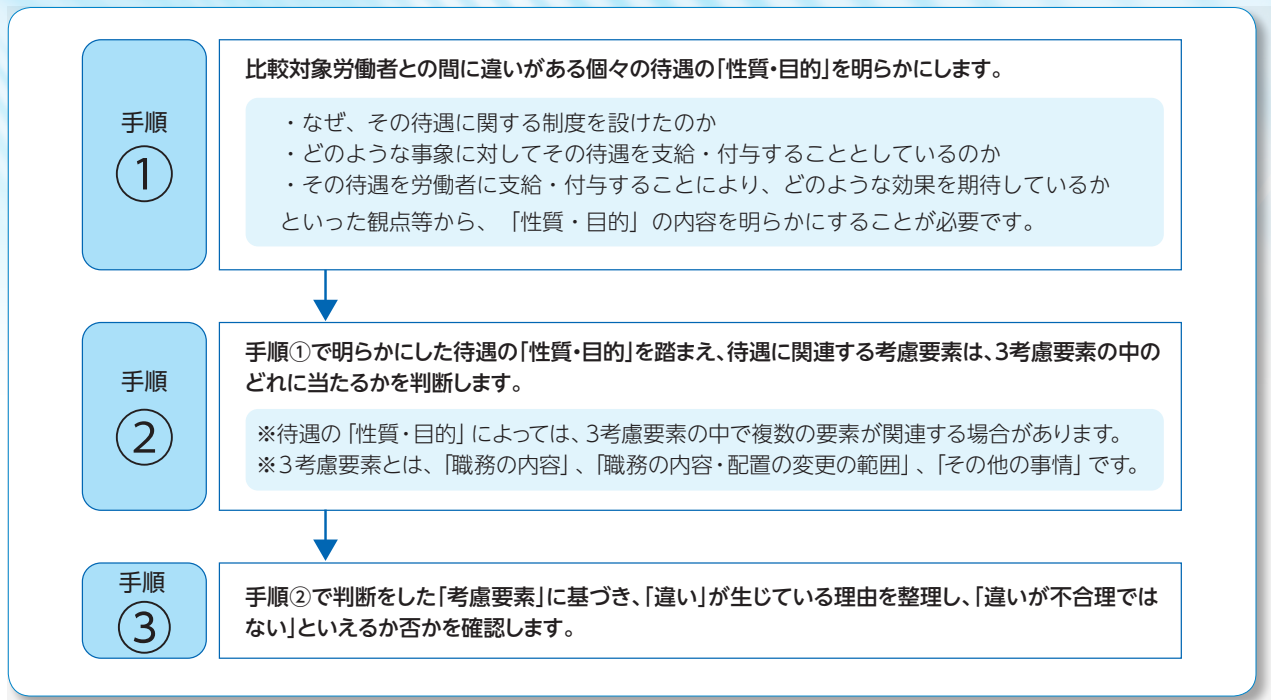 手順
①
比較対象労働者との間に違いがある個々の待遇の「性質・目的」を明らかにします。
・なぜ、その待遇に関する制度を設けたのか
・どのような事象に対してその待遇を支給・付与することとしているのか
・その待遇を労働者に支給・付与することにより、どのような効果を期待しているか
といった観点等から、「性質・目的」の内容を明らかにすることが必要です。
手順
②
手順①で明らかにした待遇の「性質・目的」を踏まえ、待遇に関連する考慮要素は、3考慮要素の中の
どれに当たるかを判断します。
※待遇の「性質・目的」によっては、3考慮要素の中で複数の要素が関連する場合があります。
※3考慮要素とは、「職務の内容」、「職務の内容・配置の変更の範囲」、「その他の事情」です。
手順
③
手順②で判断をした「考慮要素」に基づき、「違い」が生じている理由を整理し、「違いが不合理では
ない」といえるか否かを確認します。